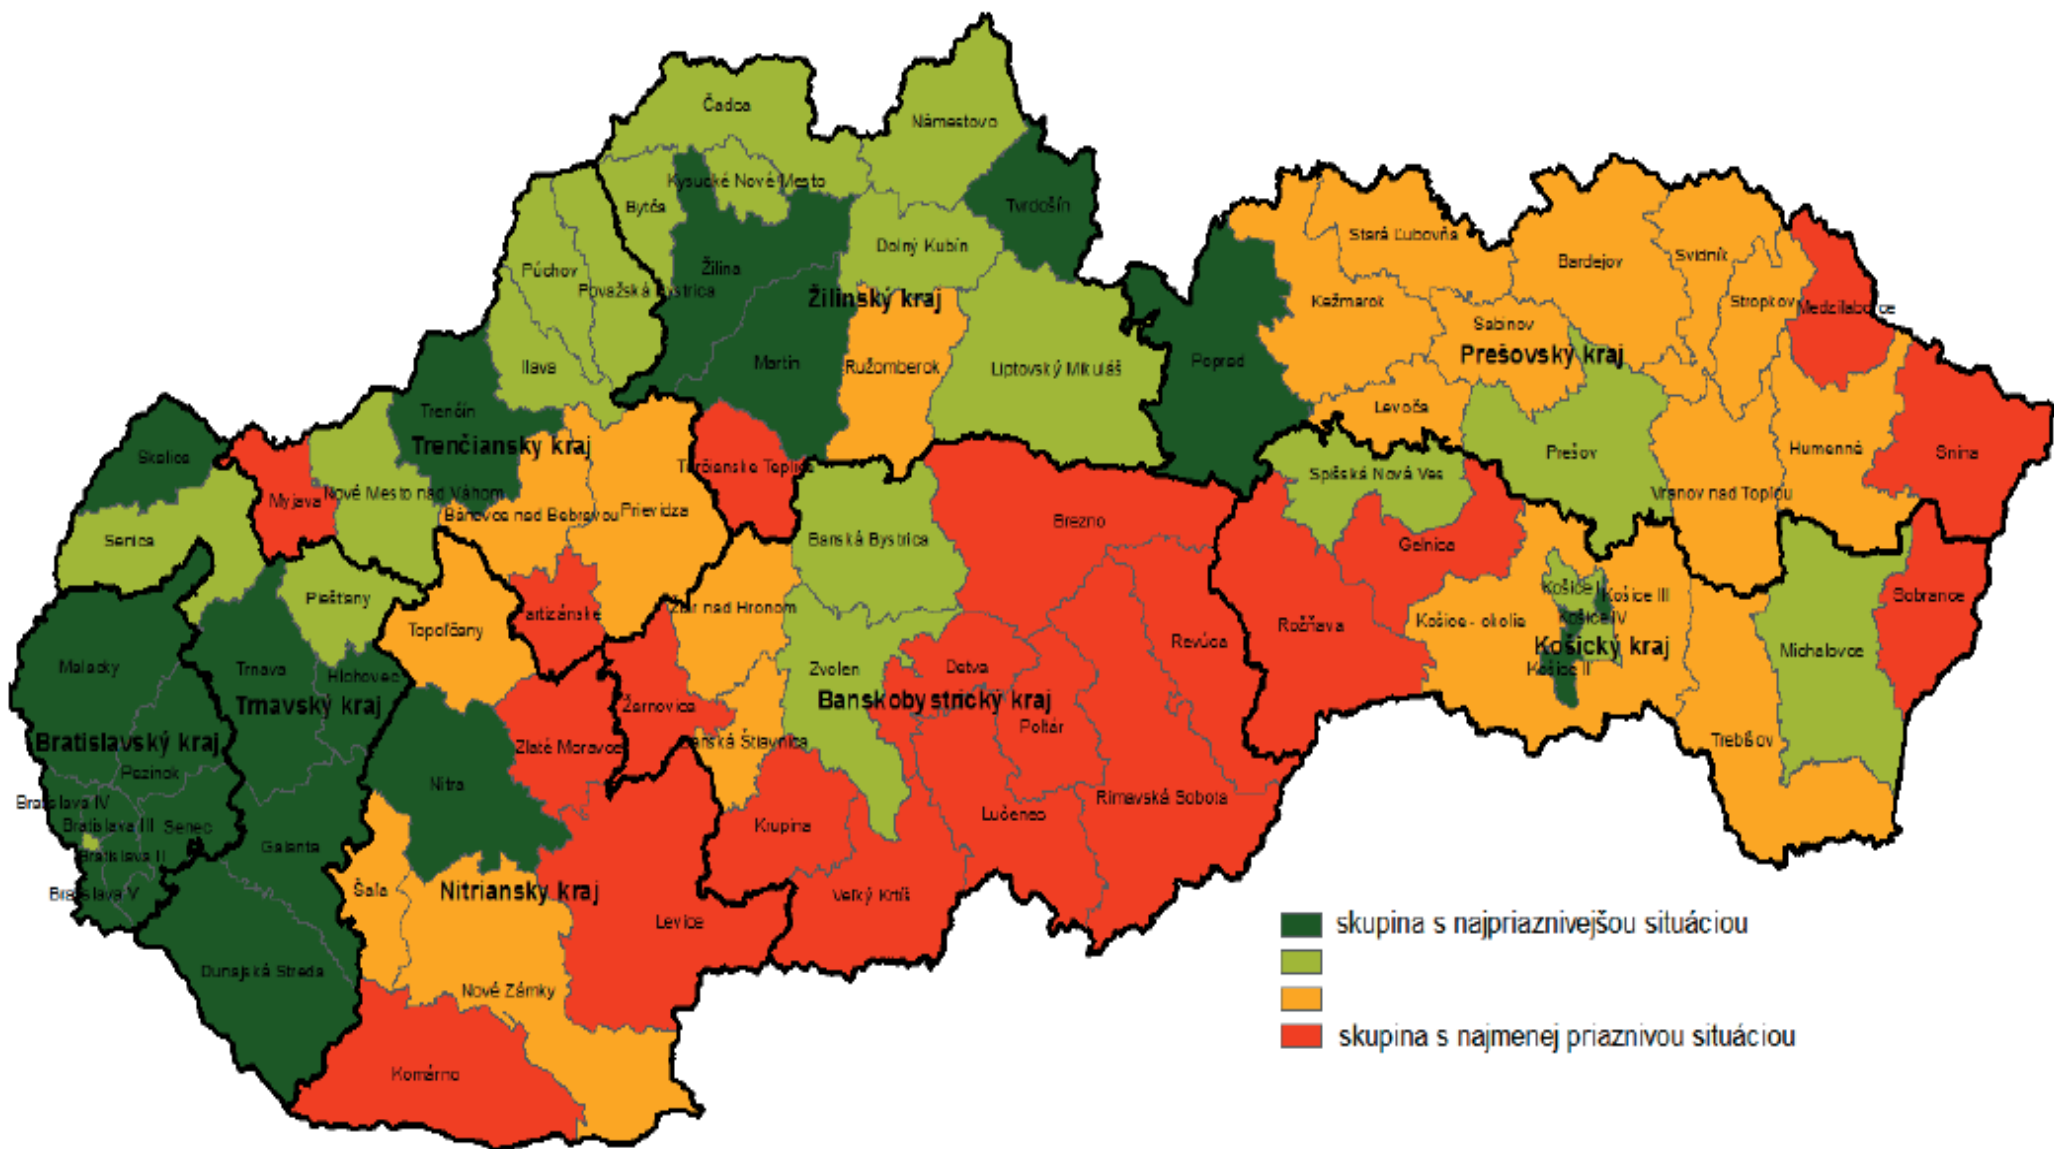 Čadca
Námestovo
Kysucké Nové Mesto
Bytča
Tvrdošín
Dolný Kubín
Stará Ľubovňa
Púchov
Považská Bystrica
Žilina
Žilinský kraj
Kežmarok
Bardejov
Svidník
Stropkov
Medzilaborce
Sabinov
Prešovský kraj
Ilava
Martin
Ružomberok
Liptovský Mikuláš
Poprad
Levoča
Trenčín
Trenčiansky kraj
Skalica
Turčianske Teplice
Spišská Nová Ves
Prešov
Humenné
Snina
Myjava
Nové Mesto nad Váhom
Bánovce nad Bebravou
Prievidza
Vranov nad Topľou
Senica
Banská Bystrica
Brezno
Gelnica
Piešťany
Topoľčany
Partizánske
Žiar nad Hronom
Košice I
Košice III
Sobrance
Malacky
Trnava
Hlohovec
Zvolen
Detva
Revúca
Rožňava
Košice - okolie
Košice IV
Košický kraj
Košice II
Michalovce
Trnavský kraj
Žarnovica
Banskobystrický kraj
Poltár
Bratislavský kraj
Pezinok
Zlaté Moravce
Banská Štiavnica
Trebišov
Nitra
Bratislava IV
Bratislava III
Senec
Krupina
Lučenec
Rimavská Sobota
Bratislava II
Galanta
Bratislava V
Šaľa
Nitriansky kraj
Levice
Veľký Krtíš
Dunajská Streda
Nové Zámky
Komárno
skupina s najpriaznivejšou situáciou
skupina s najmenej priaznivou situáciou